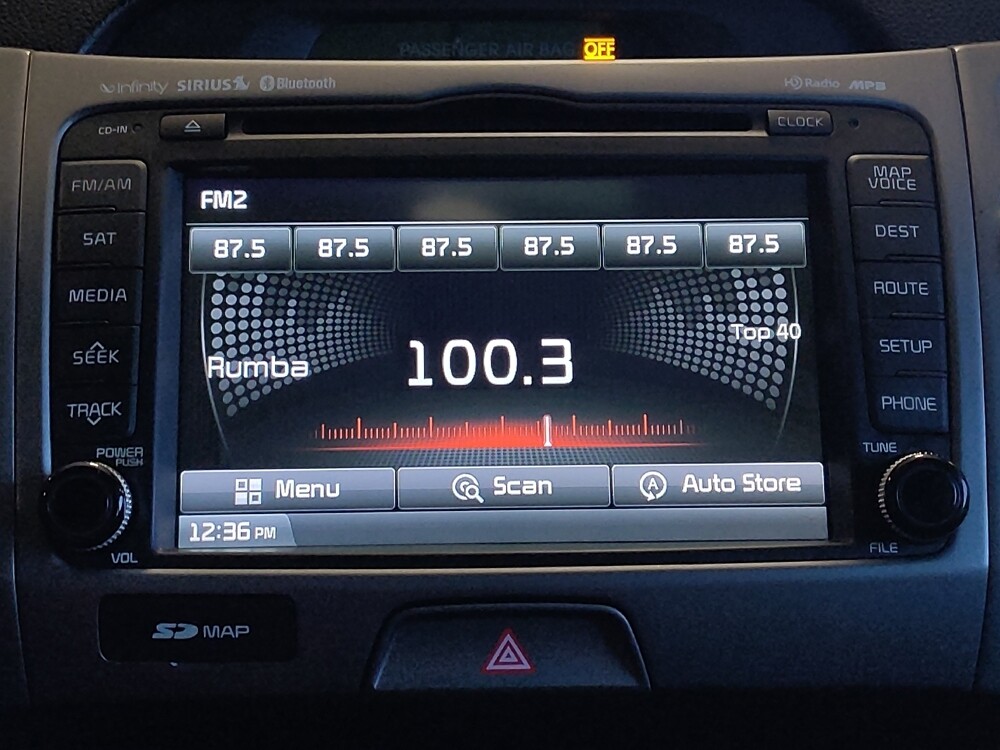 PASSENGER AIR BAG OFF
Infinity SIRIUS Bluetooth
HD Radio MP3
CD-IN
CLOCK
FM/AM
SAT
MEDIA
SEEK
TRACK
POWER
PUSH
VOL
FM2
87.5 87.5 87.5 87.5 87.5 87.5
Top 40
Rumba
100.3
Menu Scan A Auto Store
12:36 PM
MAP
VOICE
DEST
ROUTE
SETUP
PHONE
TUNE
FILE
SD MAP